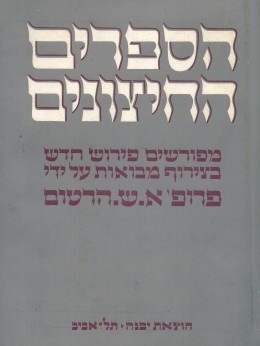 הספרים
החיצונים
מפורשים פירוש חדש
בצירוף מבואות על ידי
פרופ׳ א.ש.הרטום
הוצאת יבנה · תל־אביב